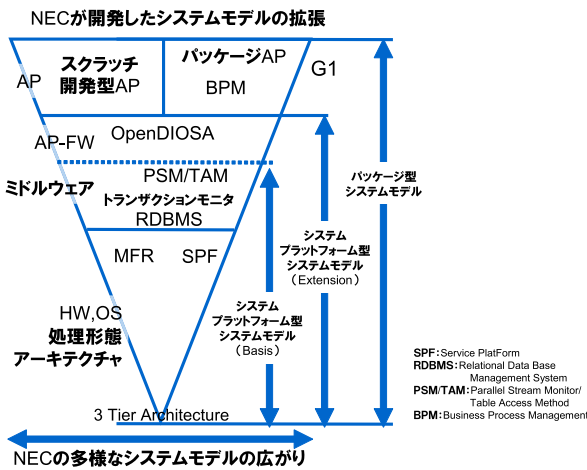 NECが開発したシステムモデルの拡張
スクラッチ
開発型AP
パッケージAP
BPM
AP
G1
OpenDIOSA
AP-FW
PSM/TAM
ミドルウェア
トランザクションモニタ
RDBMS
MFR
SPF
HW,OS
処理形態
アーキテクチャ
3 Tier Architecture
システム
プラットフォーム型
システムモデル
(Basis)
システム
プラットフォーム型
システムモデル
(Extension)
パッケージ型
システムモデル
SPF:Service PlatForm
RDBMS:Relational Data Base
Management System
PSM/TAM:Parallel Stream Monitor/
Table Access Method
BPM:Business Process Management
NECの多様なシステムモデルの広がり